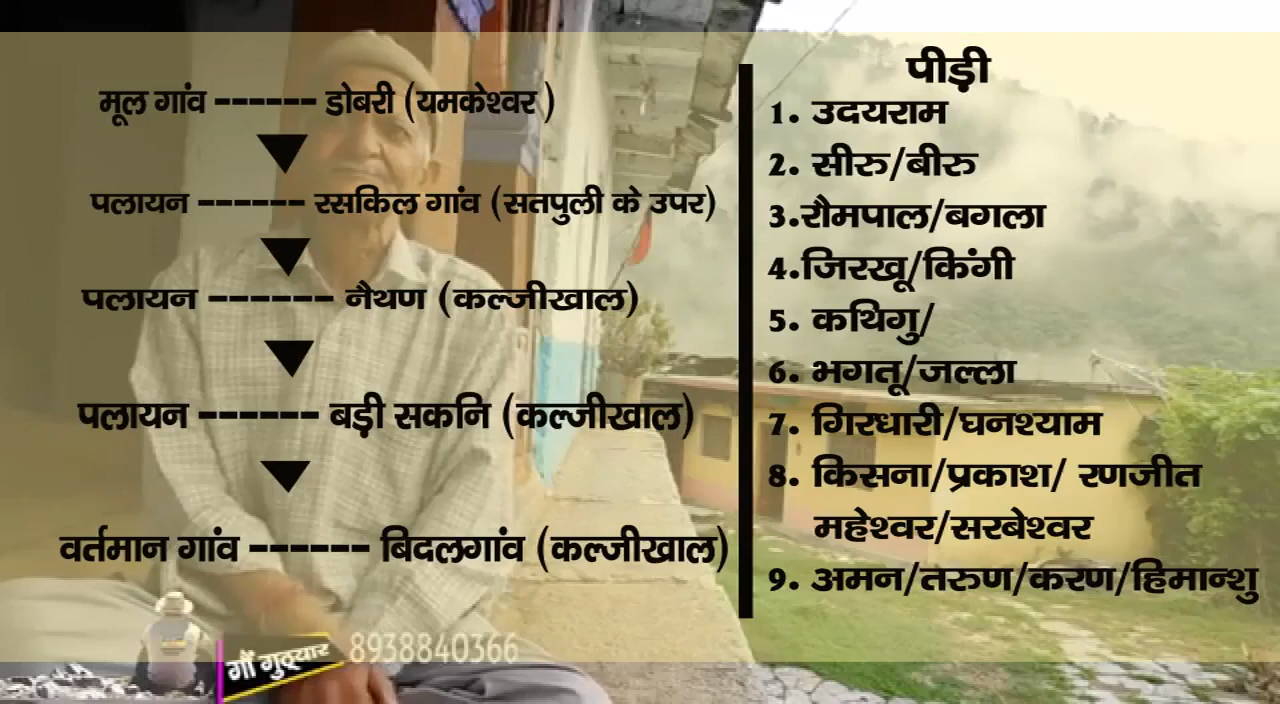 मूल गांव ------ डोबरी (यमकेश्वर)
पलायन ------ रसकिल गांव (सतपुली के उपर)
पलायन ------ नैथण (कल्जीखाल)
पलायन ------ बड़ी सकनि (कल्जीखाल)
वर्तमान गांव ------ बिदलगांव (कल्जीखाल)
पीड़ी
1. उदयराम
2. सीरु/बीरु
3.रौमपाल/बगला
4.जिरखू/किंगी
5. कथिगु/
6. भगतू/जल्ला
7. गिरधारी/घनश्याम
8. किसना/प्रकाश/ रणजीत
महेश्वर/सरबेश्वर
9. अमन/तरुण/करण/हिमान्शु
गौं गुठ्यार 8938840366